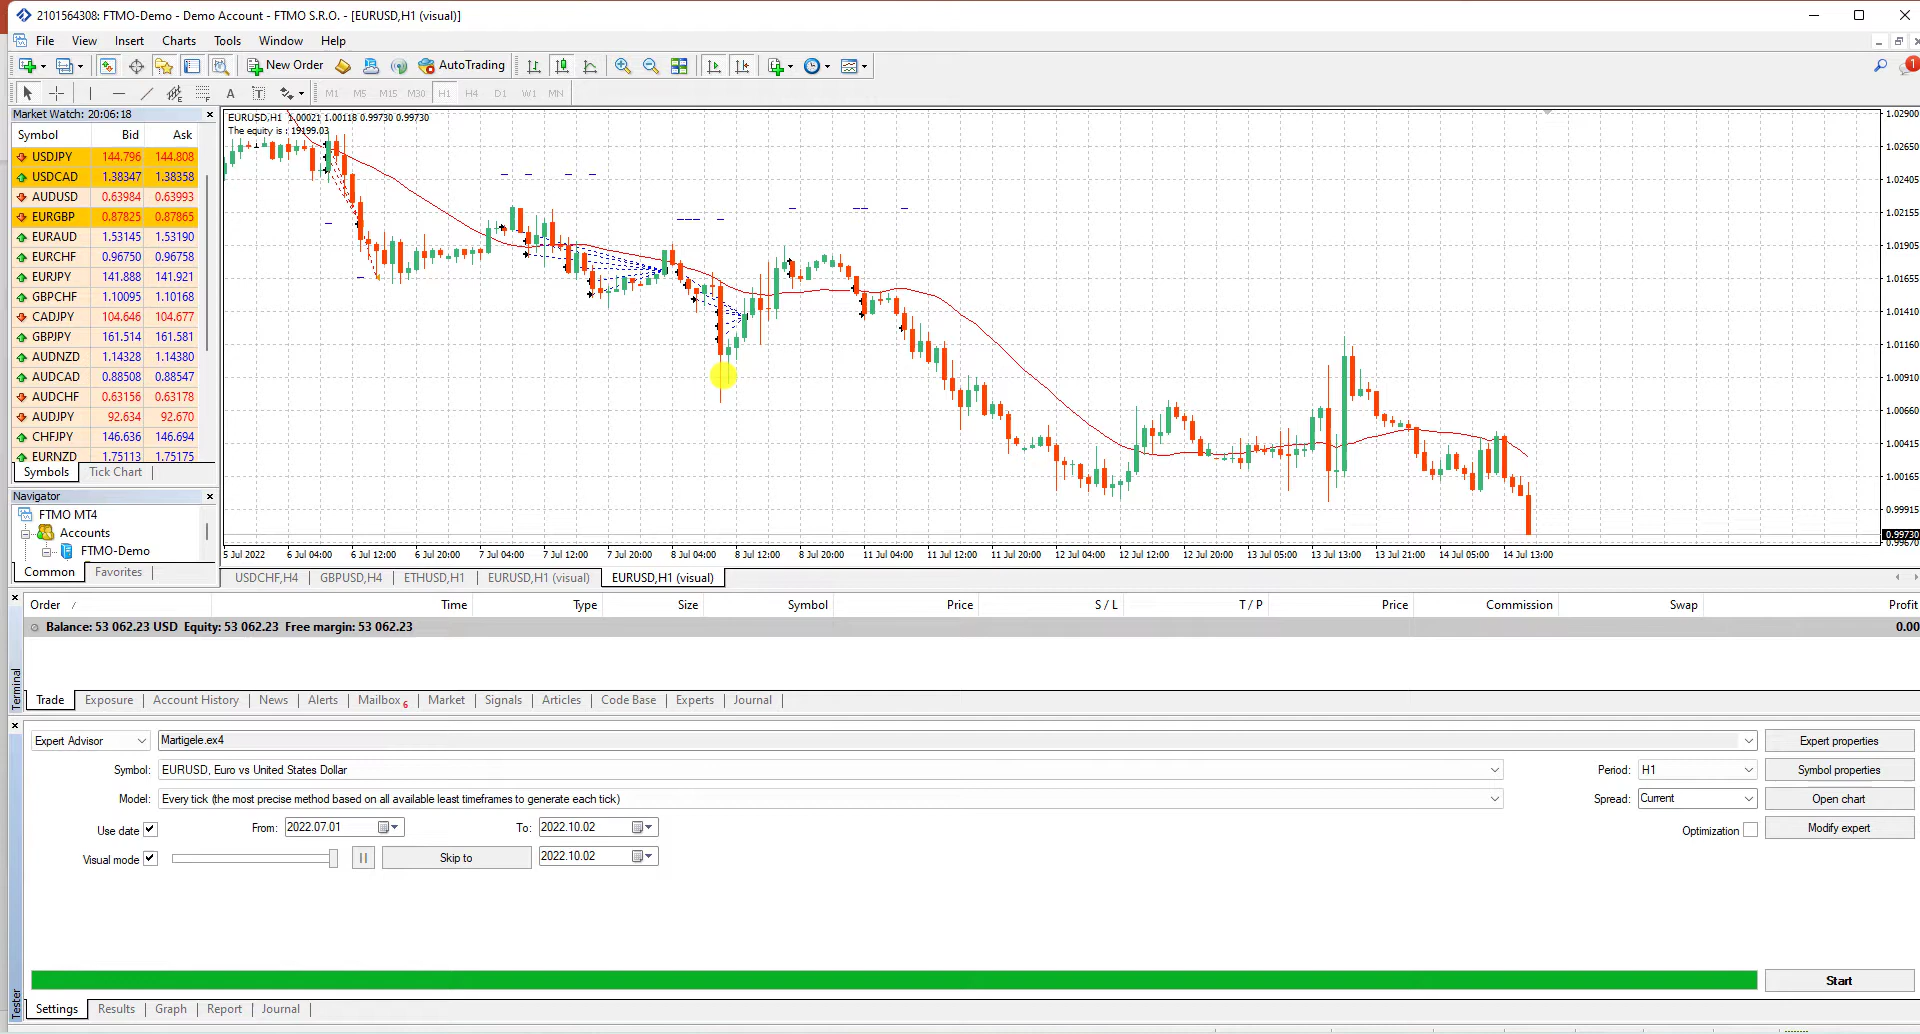 2101564308: FTMO-Demo - Demo Account - FTMO S.R.O. - [EURUSD,H1 (visual)]
File View Insert Charts Tools Window Help
New Order AutoTrading 1
A T M1 M5 M15 M30 H1 H4 D1 W1 MN
Market Watch: 20:06:18
Symbol Bid Ask
USDJPY 144.796 144.808
USDCAD 1.38347 1.38358
AUDUSD 0.63984 0.63993
EURGBP 0.87825 0.87865
EURAUD 1.53145 1.53190
EURCHF 0.96750 0.96758
EURJPY 141.888 141.921
GBPCHF 1.10095 1.10168
CADJPY 104.646 104.677
GBPJPY 161.514 161.581
AUDNZD 1.14328 1.14380
AUDCAD 0.88508 0.88547
AUDCHF 0.63156 0.63178
AUDJPY 92.634 92.670
CHFJPY 146.636 146.694
EURNZD 1.75113 1.75175
Symbols Tick Chart
Navigator
FTMO MT4
Accounts
FTMO-Demo
Common Favorites
EURUSD,H1 1.00021 1.00118 0.99730 0.99730
The equity is : 19199.03
1.02900
1.02650
1.02405
1.02155
1.01905
1.01655
1.01410
1.01160
1.00910
1.00660
1.00415
1.00165
0.99915
0.99730
0.99670
5 Jul 2022 6 Jul 04:00 6 Jul 12:00 6 Jul 20:00 7 Jul 04:00 7 Jul 12:00 7 Jul 20:00 8 Jul 04:00 8 Jul 12:00 8 Jul 20:00 11 Jul 04:00 11 Jul 12:00 11 Jul 20:00 12 Jul 04:00 12 Jul 12:00 12 Jul 20:00 13 Jul 05:00 13 Jul 13:00 13 Jul 21:00 14 Jul 05:00 14 Jul 13:00
USDCHF,H4 GBPUSD,H4 ETHUSD,H1 EURUSD,H1 (visual) EURUSD,H1 (visual)
Order / Time Type Size Symbol Price S / L T / P Price Commission Swap Profit
Balance: 53 062.23 USD Equity: 53 062.23 Free margin: 53 062.23 0.00
Terminal
Trade Exposure Account History News Alerts Mailbox 6 Market Signals Articles Code Base Experts Journal
Expert Advisor Martigele.ex4 Expert properties
Symbol: EURUSD, Euro vs United States Dollar Period: H1 Symbol properties
Model: Every tick (the most precise method based on all available least timeframes to generate each tick) Spread: Current Open chart
Use date From: 2022.07.01 To: 2022.10.02 Optimization Modify expert
Visual mode Skip to 2022.10.02
Start
Tester
Settings Results Graph Report Journal